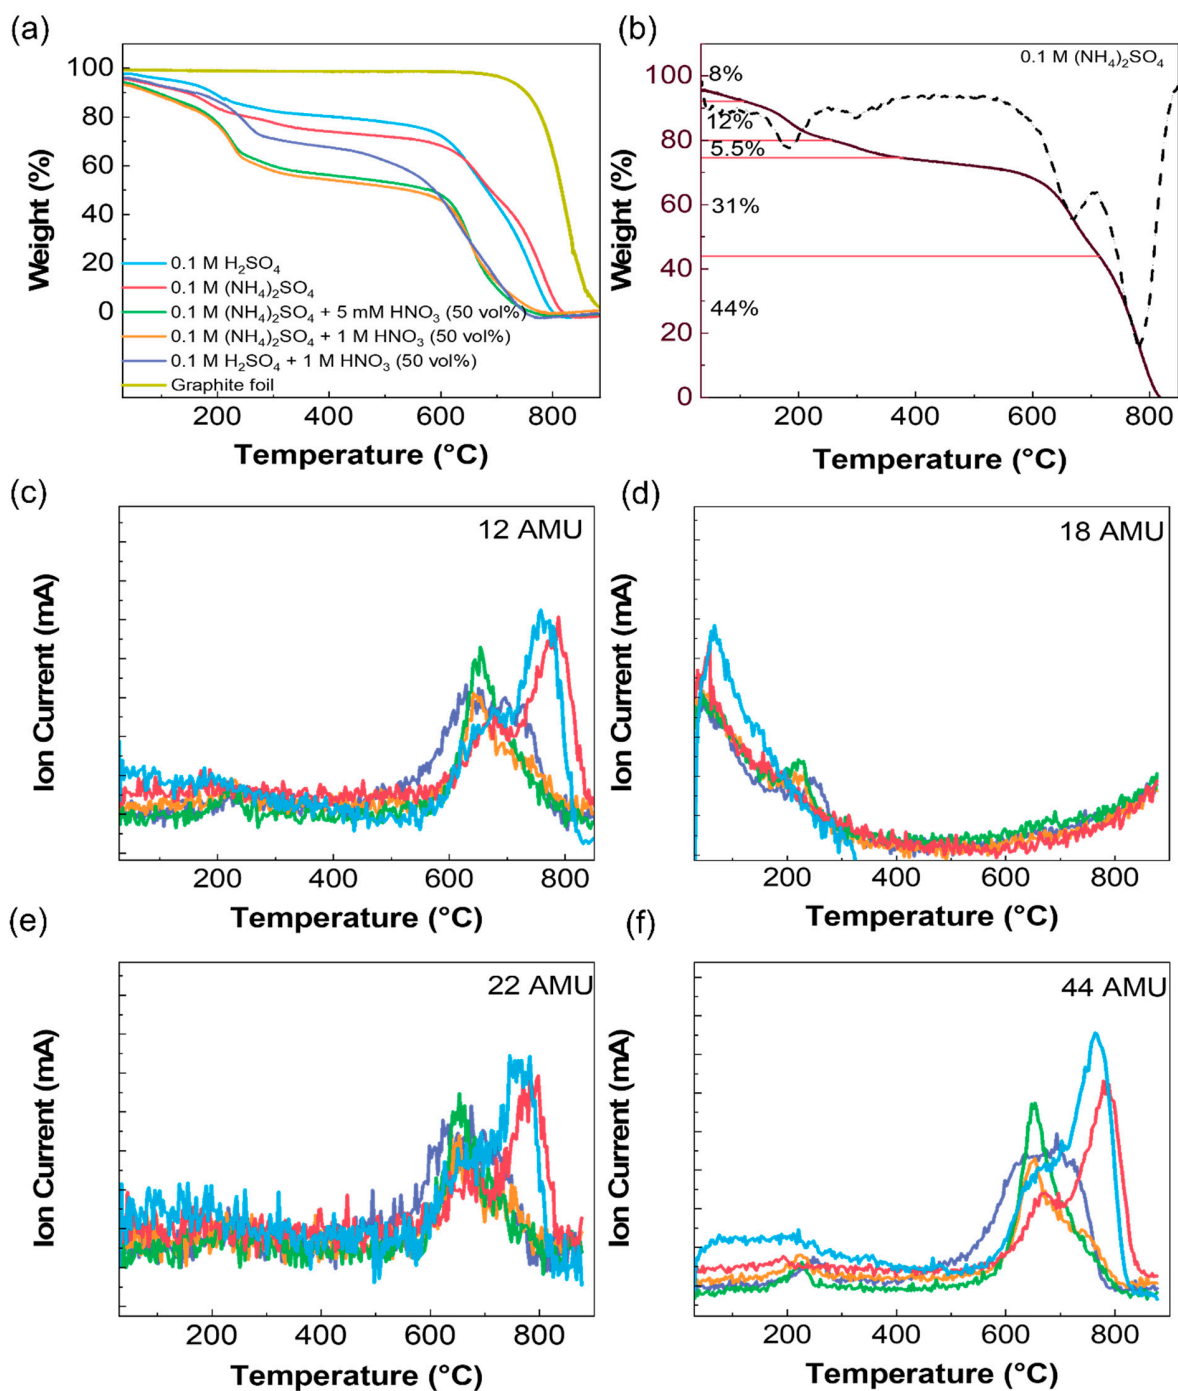 (a)
100
80
60
40
20
0
Weight (%)
0.1 M H₂SO₄
0.1 M (NH₄)₂SO₄
0.1 M (NH₄)₂SO₄ + 5 mM HNO₃ (50 vol%)
0.1 M (NH₄)₂SO₄ + 1 M HNO₃ (50 vol%)
0.1 M H₂SO₄ + 1 M HNO₃ (50 vol%)
Graphite foil
200 400 600 800
Temperature (°C)
(b)
0.1 M (NH₄)₂SO₄
100
80
60
40
20
0
Weight (%)
8%
12%
5.5%
31%
44%
200 400 600 800
Temperature (°C)
(c)
12 AMU
Ion Current (mA)
200 400 600 800
Temperature (°C)
(d)
18 AMU
Ion Current (mA)
200 400 600 800
Temperature (°C)
(e)
22 AMU
Ion Current (mA)
200 400 600 800
Temperature (°C)
(f)
44 AMU
Ion Current (mA)
200 400 600 800
Temperature (°C)